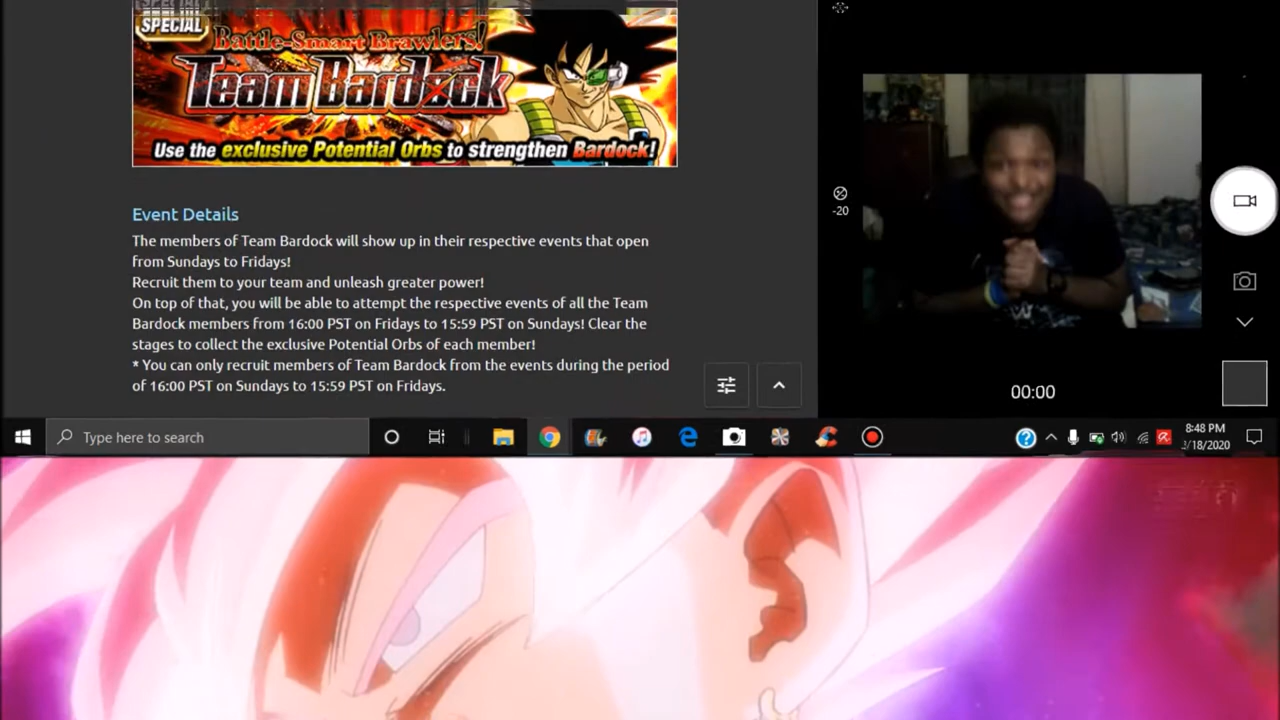 SPECIAL
Battle-Smart Brawlers!
Team Bardock
Use the exclusive Potential Orbs to strengthen Bardock!
Event Details
The members of Team Bardock will show up in their respective events that open
from Sundays to Fridays!
Recruit them to your team and unleash greater power!
On top of that, you will be able to attempt the respective events of all the Team
Bardock members from 16:00 PST on Fridays to 15:59 PST on Sundays! Clear the
stages to collect the exclusive Potential Orbs of each member!
* You can only recruit members of Team Bardock from the events during the period
of 16:00 PST on Sundays to 15:59 PST on Fridays.
-20
00:00
Type here to search
8:48 PM
/18/2020